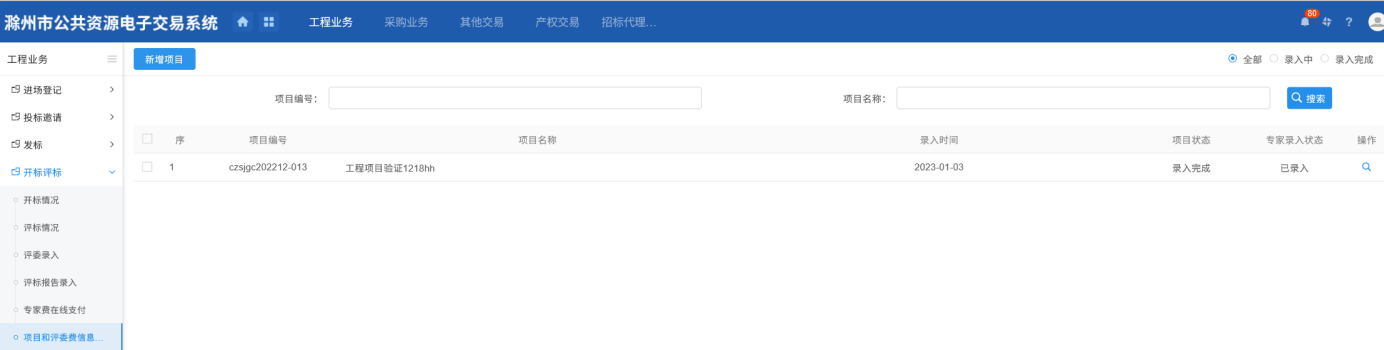 滁州市公共资源电子交易系统 工程业务 采购业务 其他交易 产权交易 招标代理... 80 ?
工程业务 新增项目 全部 录入中 录入完成
进场登记
投标邀请
发标
开标评标
开标情况
评标情况
评委录入
评标报告录入
专家费在线支付
项目和评委费信息...
项目编号: 项目名称: 搜索
序 项目编号 项目名称 录入时间 项目状态 专家录入状态 操作
1 czsjgc202212-013 工程项目验证1218hh 2023-01-03 录入完成 已录入